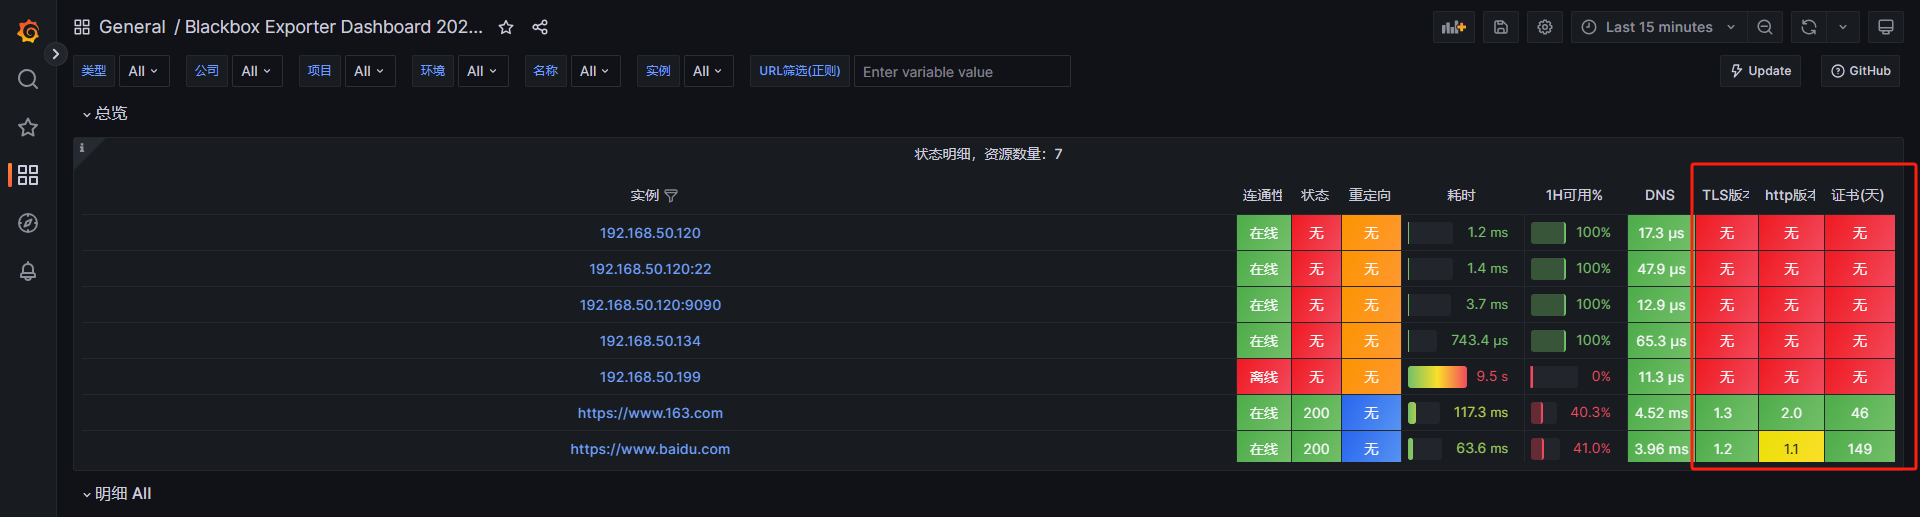 General / Blackbox Exporter Dashboard 202...
Last 15 minutes
类型 All 公司 All 项目 All 环境 All 名称 All 实例 All URL筛选(正则) Enter variable value Update GitHub
总览
状态明细，资源数量：7
实例 连通性 状态 重定向 耗时 1H可用% DNS TLS版本 http版本 证书(天)
192.168.50.120 在线 无 无 1.2 ms 100% 17.3 µs 无 无 无
192.168.50.120:22 在线 无 无 1.4 ms 100% 47.9 µs 无 无 无
192.168.50.120:9090 在线 无 无 3.7 ms 100% 12.9 µs 无 无 无
192.168.50.134 在线 无 无 743.4 µs 100% 65.3 µs 无 无 无
192.168.50.199 离线 无 无 9.5 s 0% 11.3 µs 无 无 无
https://www.163.com 在线 200 无 117.3 ms 40.3% 4.52 ms 1.3 2.0 46
https://www.baidu.com 在线 200 无 63.6 ms 41.0% 3.96 ms 1.2 1.1 149
明细 All